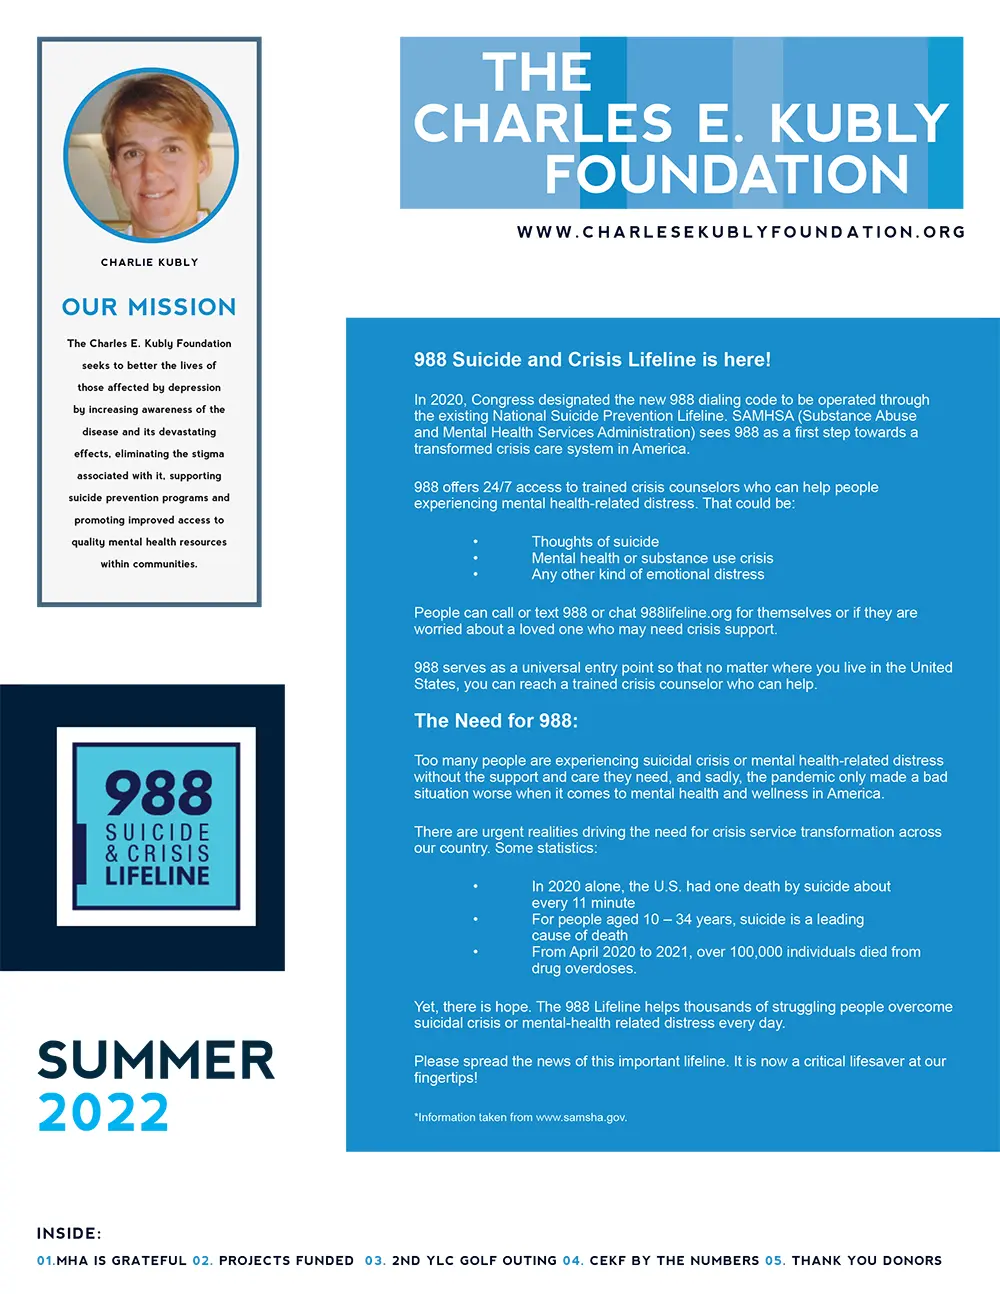 THE
CHARLES E. KUBLY
FOUNDATION
WWW.CHARLESEKUBLYFOUNDATION.ORG
CHARLIE KUBLY
OUR MISSION
The Charles E. Kubly Foundation
seeks to better the lives of
those affected by depression
by increasing awareness of the
disease and its devastating
effects, eliminating the stigma
associated with it, supporting
suicide prevention programs and
promoting improved access to
quality mental health resources
within communities.
988
SUICIDE
& CRISIS
LIFELINE
SUMMER
2022
988 Suicide and Crisis Lifeline is here!
In 2020, Congress designated the new 988 dialing code to be operated through
the existing National Suicide Prevention Lifeline. SAMHSA (Substance Abuse
and Mental Health Services Administration) sees 988 as a first step towards a
transformed crisis care system in America.
988 offers 24/7 access to trained crisis counselors who can help people
experiencing mental health-related distress. That could be:
• Thoughts of suicide
• Mental health or substance use crisis
• Any other kind of emotional distress
People can call or text 988 or chat 988lifeline.org for themselves or if they are
worried about a loved one who may need crisis support.
988 serves as a universal entry point so that no matter where you live in the United
States, you can reach a trained crisis counselor who can help.
The Need for 988:
Too many people are experiencing suicidal crisis or mental health-related distress
without the support and care they need, and sadly, the pandemic only made a bad
situation worse when it comes to mental health and wellness in America.
There are urgent realities driving the need for crisis service transformation across
our country. Some statistics:
• In 2020 alone, the U.S. had one death by suicide about
every 11 minute
• For people aged 10 – 34 years, suicide is a leading
cause of death
• From April 2020 to 2021, over 100,000 individuals died from
drug overdoses.
Yet, there is hope. The 988 Lifeline helps thousands of struggling people overcome
suicidal crisis or mental-health related distress every day.
Please spread the news of this important lifeline. It is now a critical lifesaver at our
fingertips!
*Information taken from www.samsha.gov.
INSIDE:
01.MHA IS GRATEFUL 02. PROJECTS FUNDED 03. 2ND YLC GOLF OUTING 04. CEKF BY THE NUMBERS 05. THANK YOU DONORS